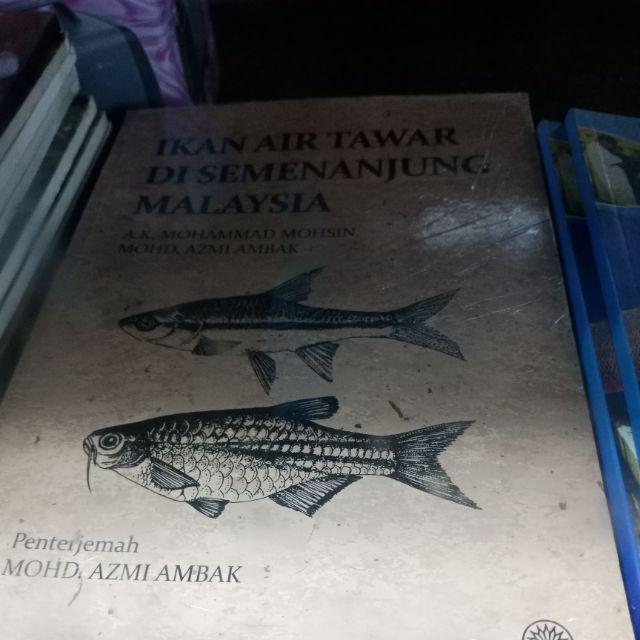 IKAN AIR TAWAR
DI SEMENANJUNG
MALAYSIA
A.K. MOHAMMAD MOHSIN
MOHD. AZMI AMBAK
Penterjemah
MOHD. AZMI AMBAK